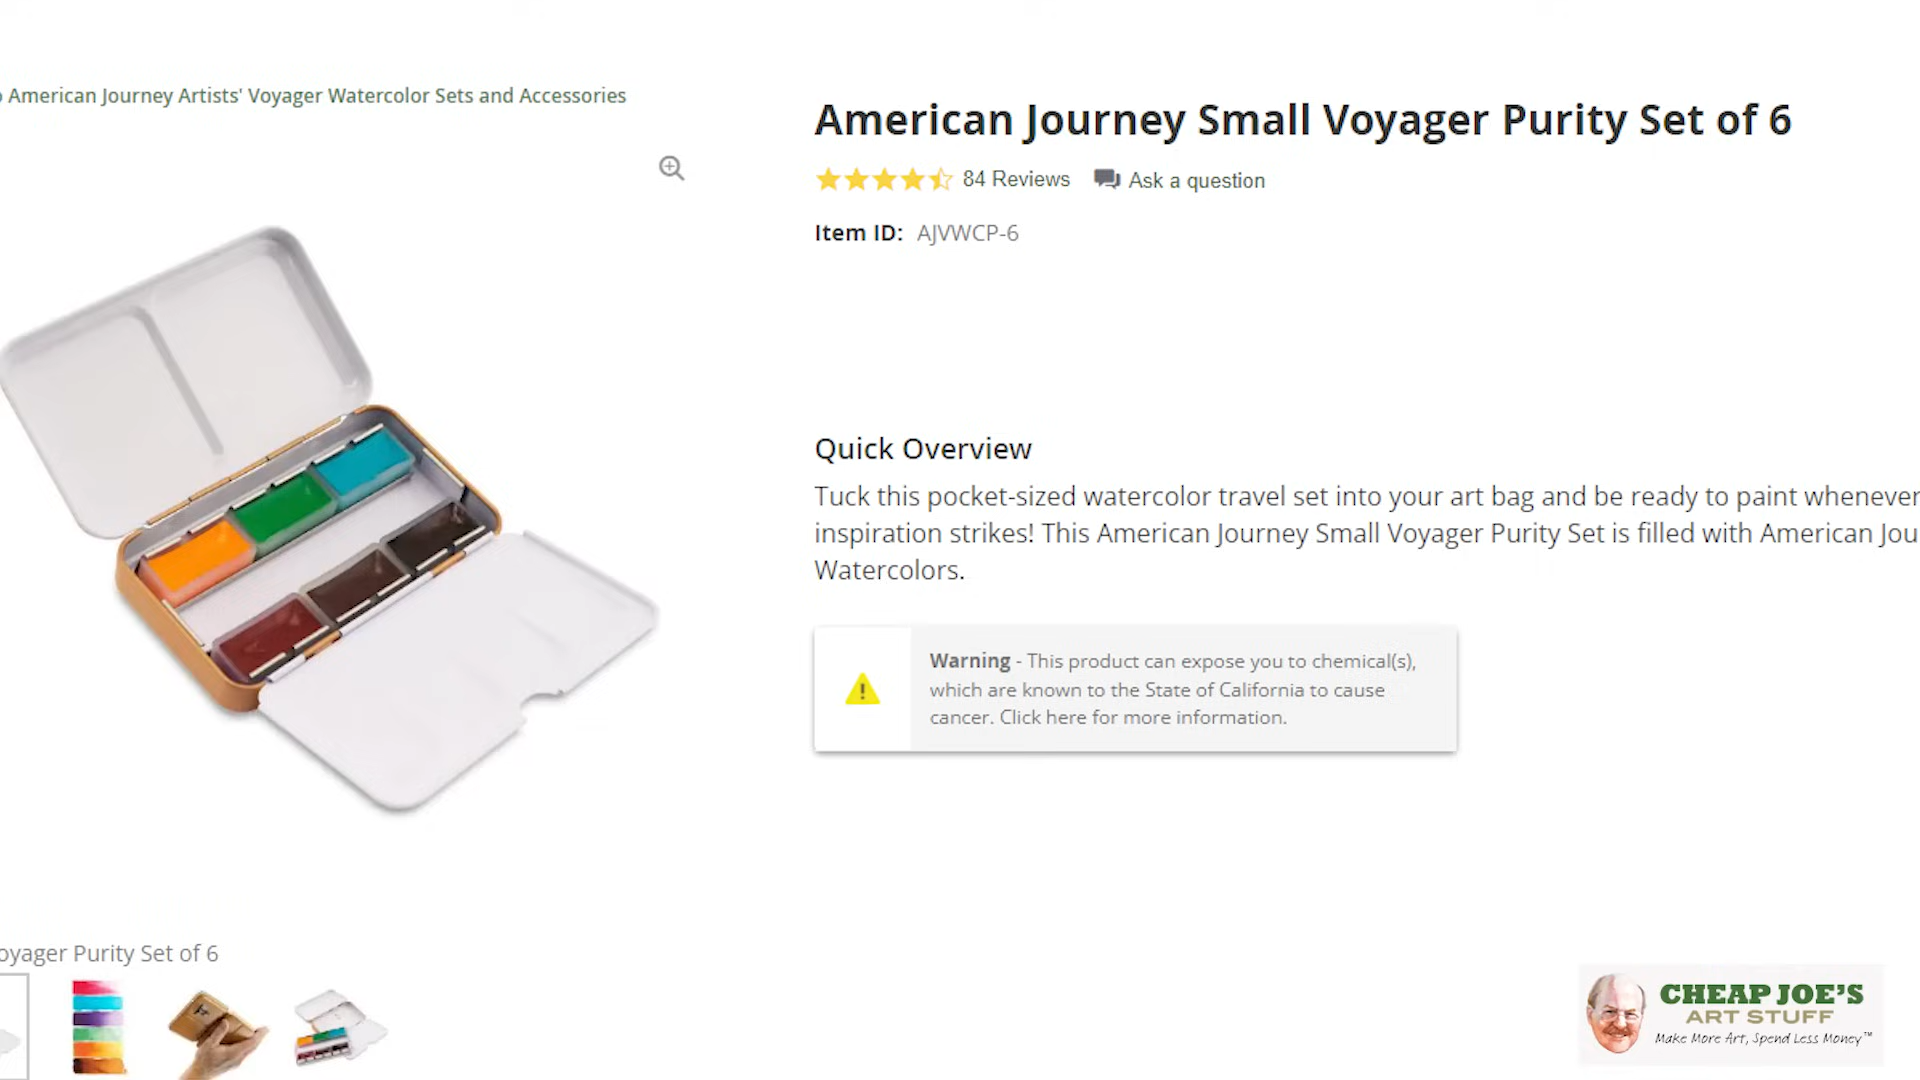 American Journey Artists' Voyager Watercolor Sets and Accessories
American Journey Small Voyager Purity Set of 6
84 Reviews Ask a question
Item ID: AJVWCP-6
Quick Overview
Tuck this pocket-sized watercolor travel set into your art bag and be ready to paint whenever
inspiration strikes! This American Journey Small Voyager Purity Set is filled with American Jou
Watercolors.
Warning - This product can expose you to chemical(s),
which are known to the State of California to cause
cancer. Click here for more information.
oyager Purity Set of 6
CHEAP JOE'S
ART STUFF
Make More Art, Spend Less Money™